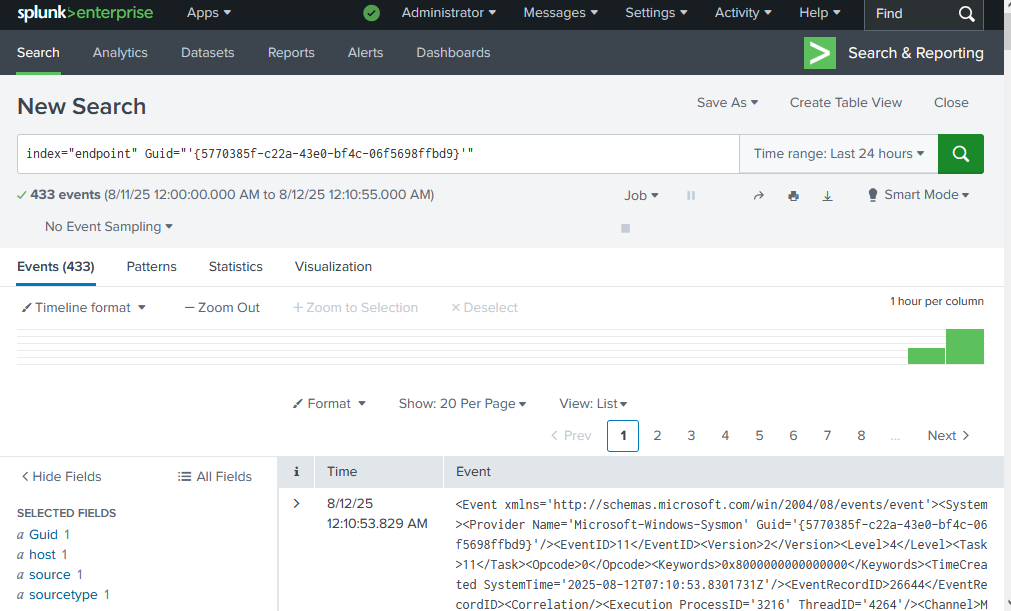 splunk>enterprise Apps Administrator Messages Settings Activity Help Find
Search Analytics Datasets Reports Alerts Dashboards Search & Reporting
New Search Save As Create Table View Close
index="endpoint" Guid="'{5770385f-c22a-43e0-bf4c-06f5698ffbd9}'" Time range: Last 24 hours
433 events (8/11/25 12:00:00.000 AM to 8/12/25 12:10:55.000 AM) Job Smart Mode
No Event Sampling
Events (433) Patterns Statistics Visualization
Timeline format — Zoom Out + Zoom to Selection × Deselect 1 hour per column
Format Show: 20 Per Page View: List
< Prev 1 2 3 4 5 6 7 8 ... Next >
< Hide Fields All Fields i Time Event
SELECTED FIELDS
a Guid 1
a host 1
a source 1
a sourcetype 1
> 8/12/25
12:10:53.829 AM
<Event xmlns='http://schemas.microsoft.com/win/2004/08/events/event'><System
><Provider Name='Microsoft-Windows-Sysmon' Guid='{5770385f-c22a-43e0-bf4c-06
f5698ffbd9}'/><EventID>11</EventID><Version>2</Version><Level>4</Level><Task
>11</Task><Opcode>0</Opcode><Keywords>0x8000000000000000</Keywords><TimeCrea
ted SystemTime='2025-08-12T07:10:53.8301731Z'/><EventRecordID>26644</EventRe
cordID><Correlation/><Execution ProcessID='3216' ThreadID='4264'/><Channel>M